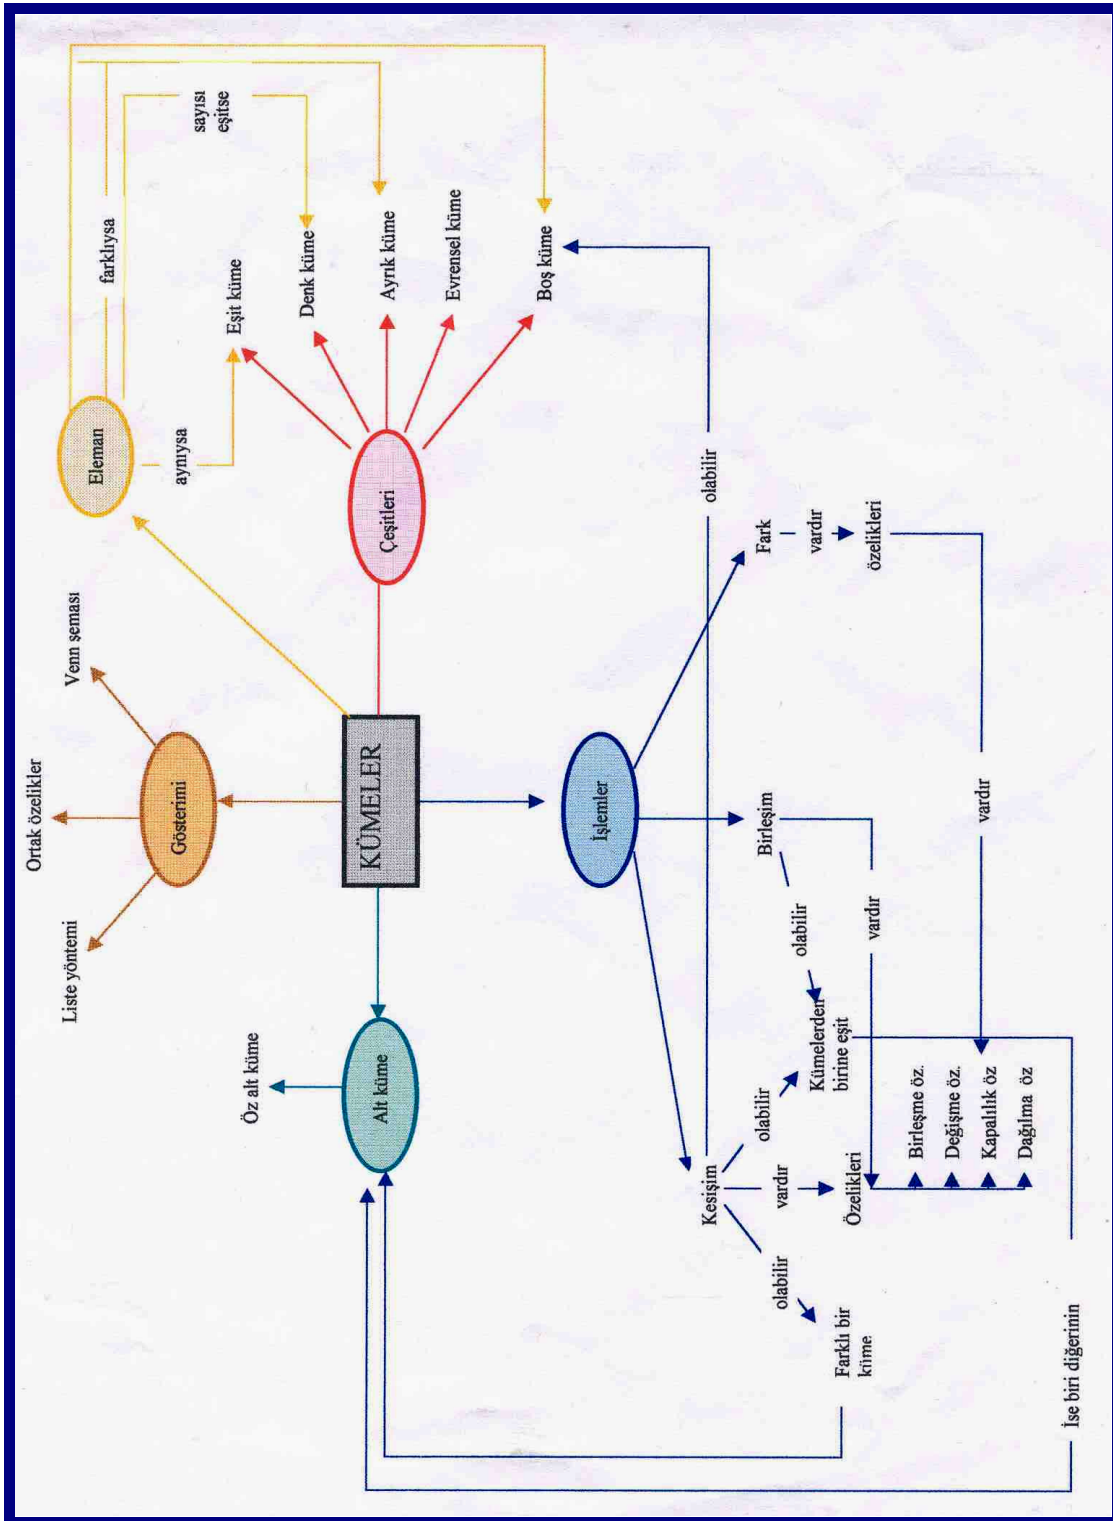 Ortak özelikler
Liste yöntemi
Venn şeması
Gösterimi
Eleman
farklıysa
sayısı
eşitse
aynıysa
Öz alt küme
Alt küme
KÜMELER
Çeşitleri
Eşit küme
Denk küme
Ayrık küme
Evrensel küme
Boş küme
İşlemler
Kesişim
Birleşim
Fark
olabilir
vardır
özelikleri
olabilir
vardır
olabilir
olabilir
vardır
vardır
Farklı bir
küme
Özelikleri
Kümelerden
birine eşit
Birleşme öz.
Değişme öz.
Kapalılık öz
Dağılma öz
İse biri diğerinin